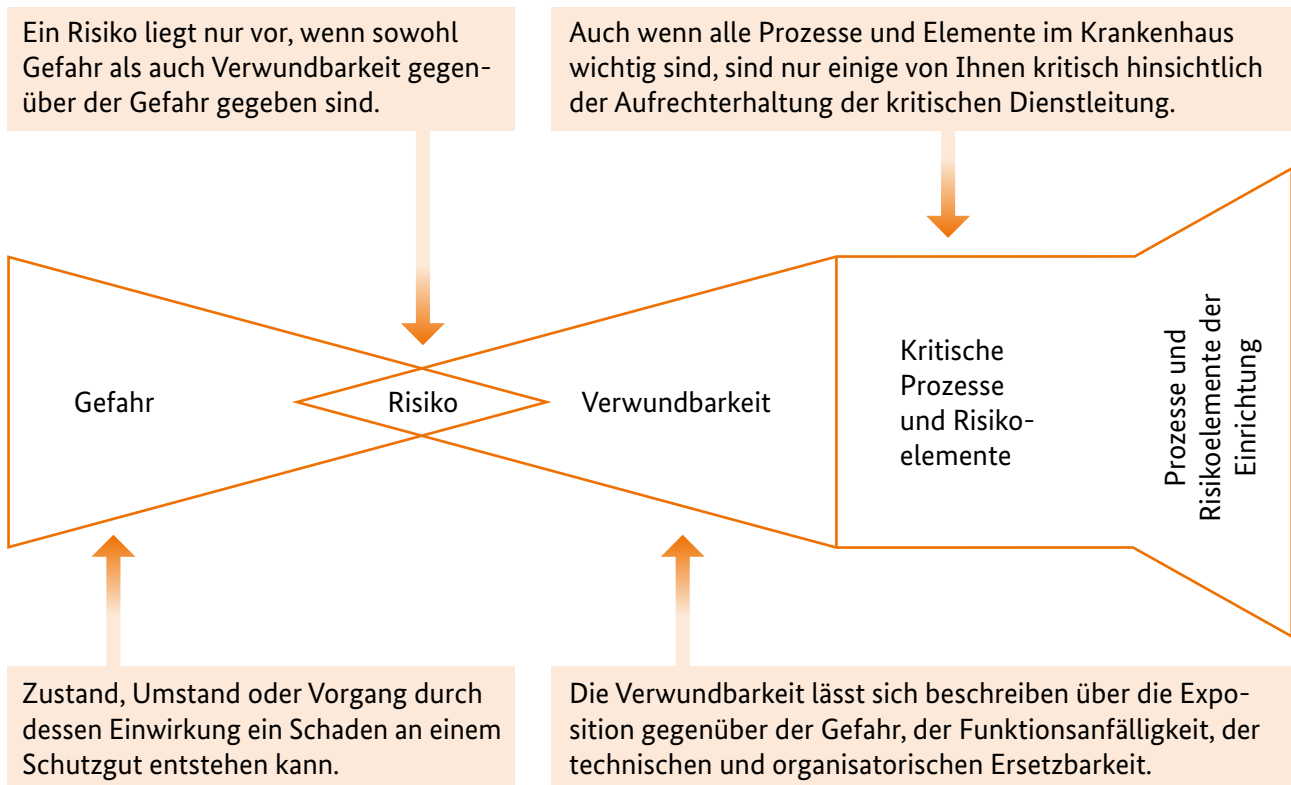 Ein Risiko liegt nur vor, wenn sowohl
Gefahr als auch Verwundbarkeit gegen-
über der Gefahr gegeben sind.
Auch wenn alle Prozesse und Elemente im Krankenhaus
wichtig sind, sind nur einige von Ihnen kritisch hinsichtlich
der Aufrechterhaltung der kritischen Dienstleitung.
Gefahr
Risiko
Verwundbarkeit
Kritische
Prozesse
und Risiko-
elemente
Prozesse und
Risikoelemente der
Einrichtung
Zustand, Umstand oder Vorgang durch
dessen Einwirkung ein Schaden an einem
Schutzgut entstehen kann.
Die Verwundbarkeit lässt sich beschreiben über die Expo-
sition gegenüber der Gefahr, der Funktionsanfälligkeit, der
technischen und organisatorischen Ersetzbarkeit.